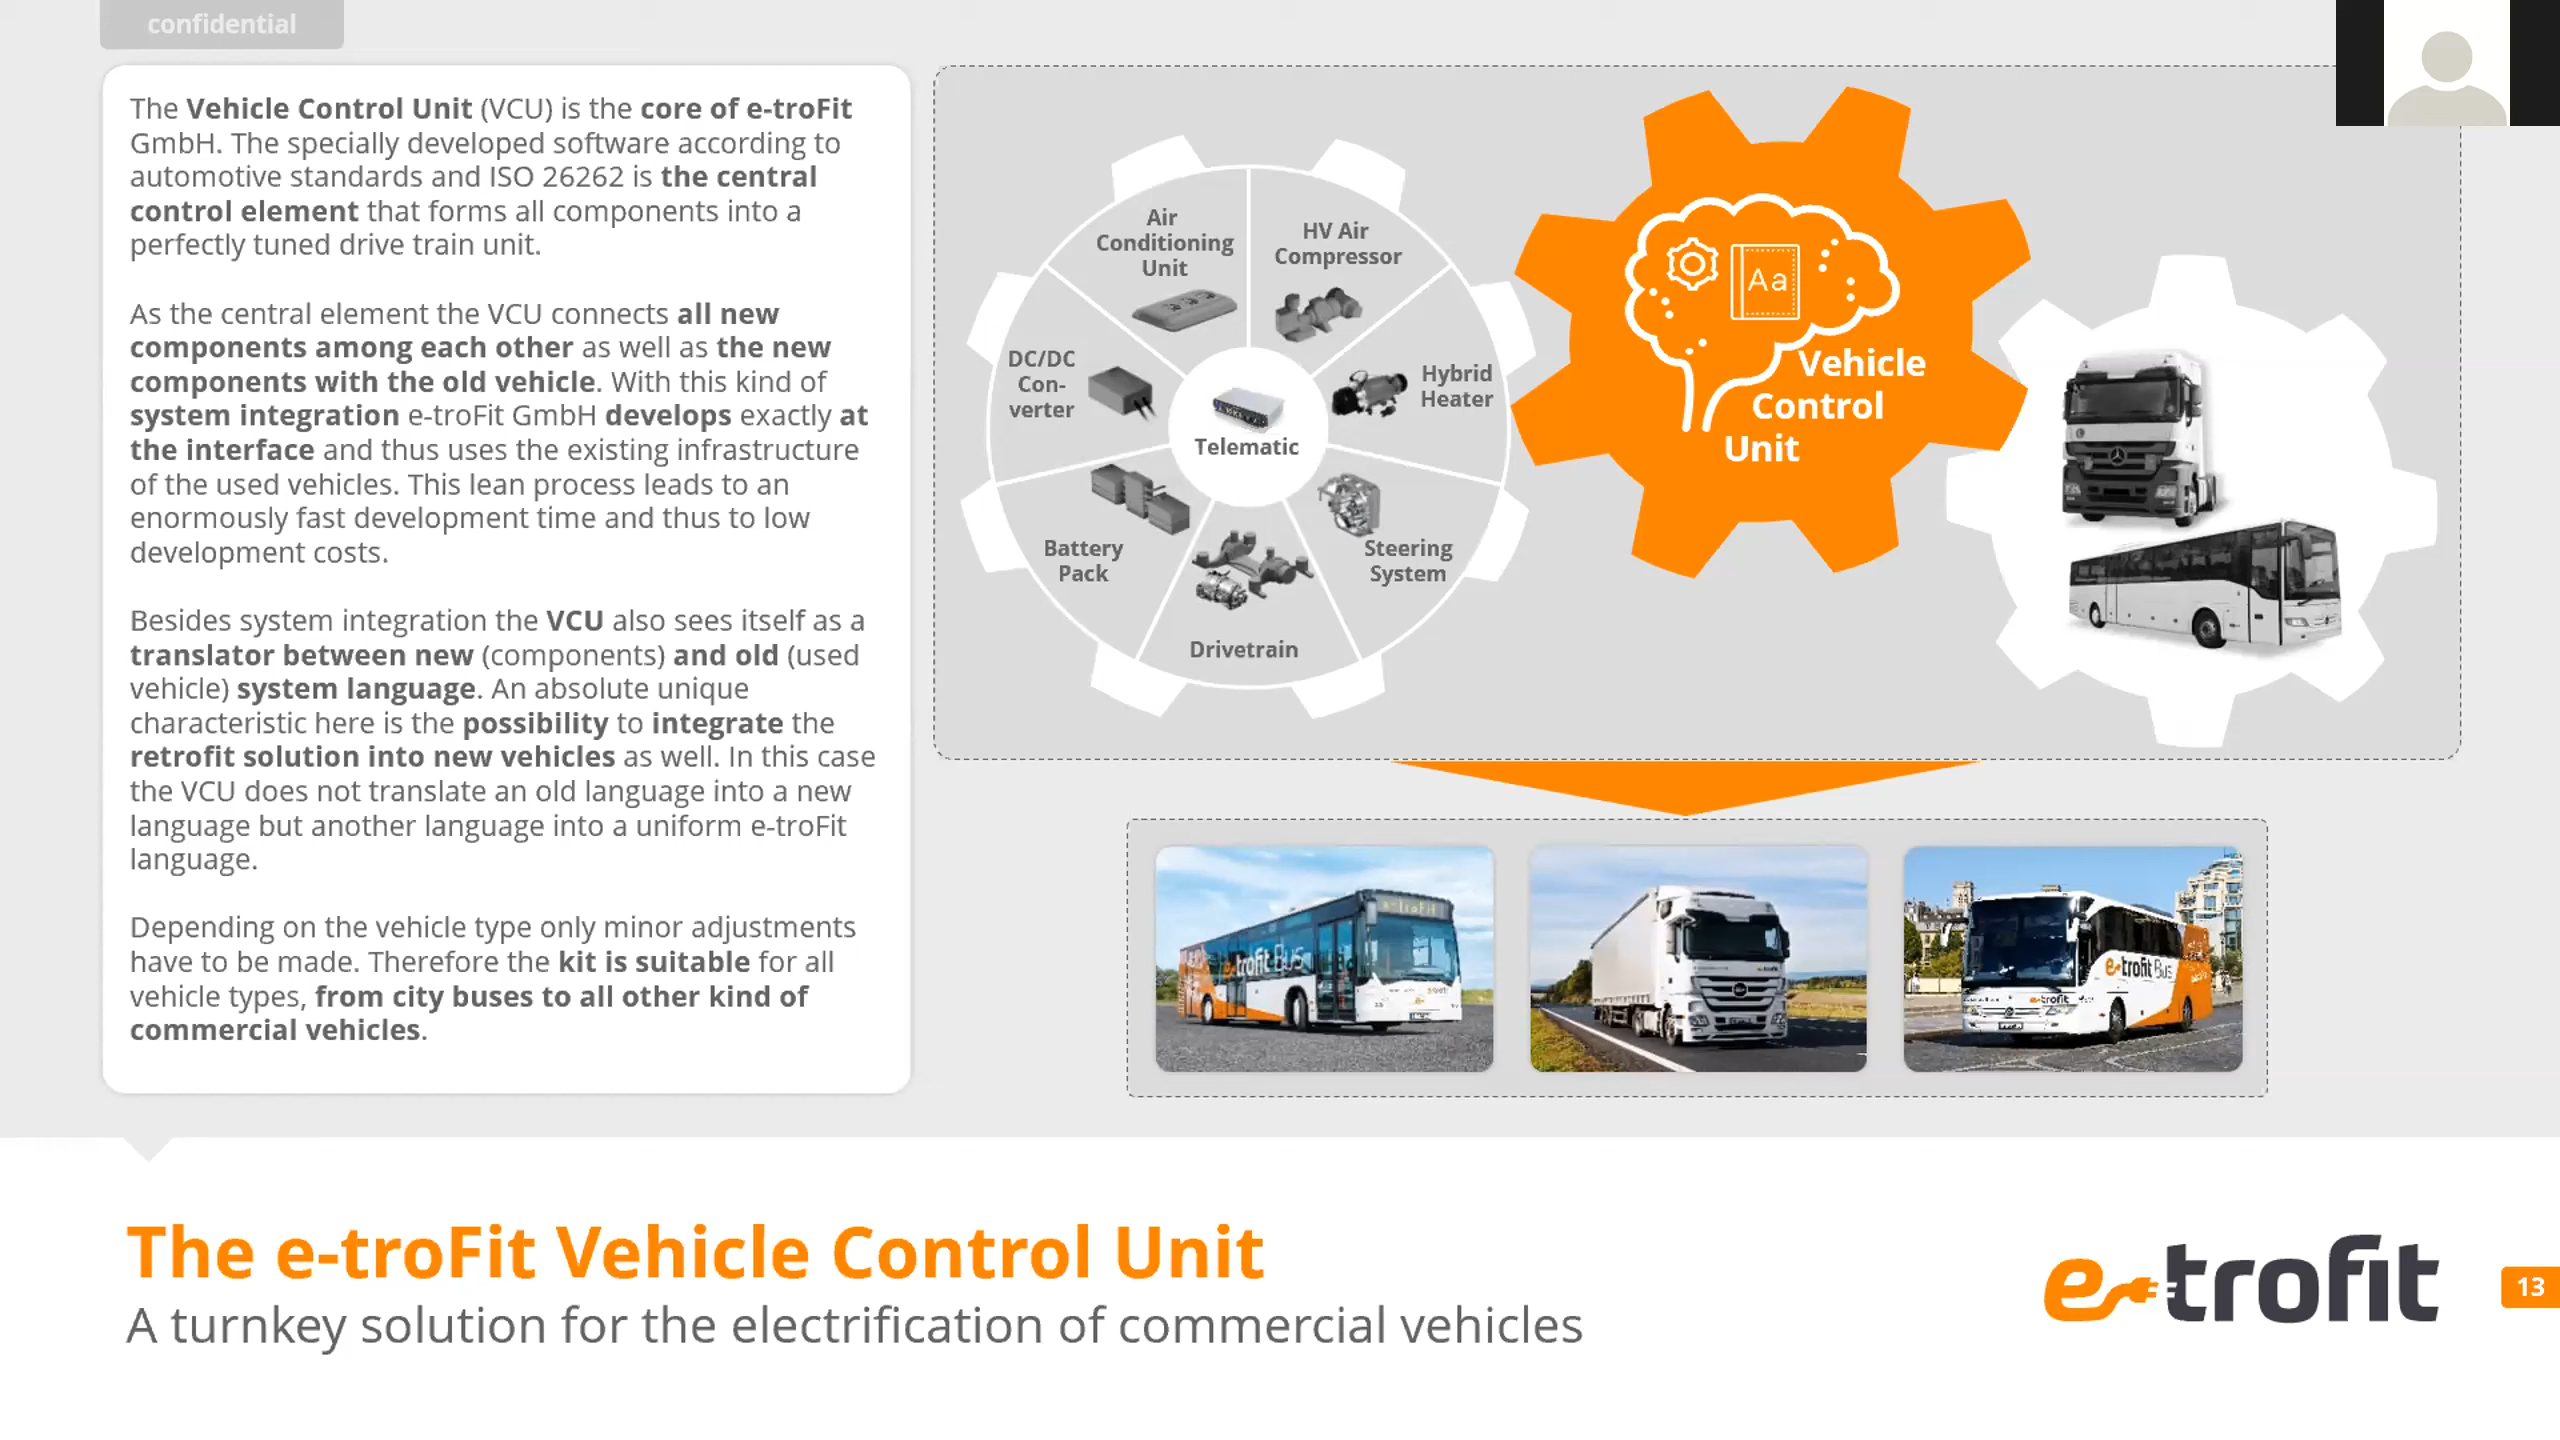 confidential
The Vehicle Control Unit (VCU) is the core of e-troFit
GmbH. The specially developed software according to
automotive standards and ISO 26262 is the central
control element that forms all components into a
perfectly tuned drive train unit.
As the central element the VCU connects all new
components among each other as well as the new
components with the old vehicle. With this kind of
system integration e-troFit GmbH develops exactly at
the interface and thus uses the existing infrastructure
of the used vehicles. This lean process leads to an
enormously fast development time and thus to low
development costs.
Besides system integration the VCU also sees itself as a
translator between new (components) and old (used
vehicle) system language. An absolute unique
characteristic here is the possibility to integrate the
retrofit solution into new vehicles as well. In this case
the VCU does not translate an old language into a new
language but another language into a uniform e-troFit
language.
Depending on the vehicle type only minor adjustments
have to be made. Therefore the kit is suitable for all
vehicle types, from city buses to all other kind of
commercial vehicles.
Air
Conditioning
Unit
HV Air
Compressor
DC/DC
Con-
verter
Hybrid
Heater
Telematic
Battery
Pack
Steering
System
Drivetrain
Aa
Vehicle
Control
Unit
e-troFit
e-trofit Bus
e-trofit Bus
e-trofit
The e-troFit Vehicle Control Unit
A turnkey solution for the electrification of commercial vehicles
e-trofit
13